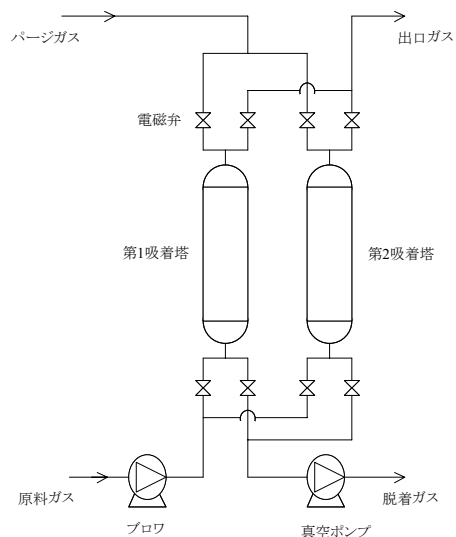 パージガス
出口ガス
電磁弁
第1吸着塔
第2吸着塔
原料ガス
脱着ガス
ブロワ
真空ポンプ